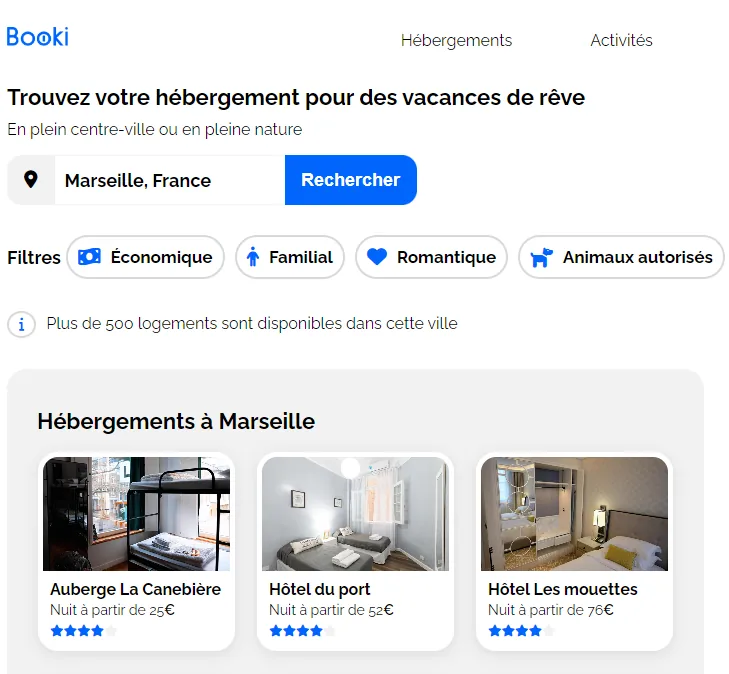 Booki
Hébergements Activités
Trouvez votre hébergement pour des vacances de rêve
En plein centre-ville ou en pleine nature
Marseille, France Rechercher
Filtres Économique Familial Romantique Animaux autorisés
i Plus de 500 logements sont disponibles dans cette ville
Hébergements à Marseille
Auberge La Canebière Hôtel du port Hôtel Les mouettes
Nuit à partir de 25€ Nuit à partir de 52€ Nuit à partir de 76€